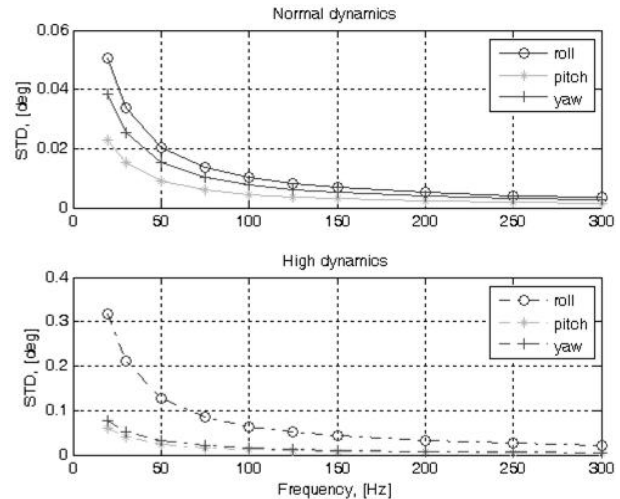 Normal dynamics
0.06
0.04
0.02
0
STD, [deg]
roll
pitch
yaw
0 50 100 150 200 250 300
High dynamics
0.4
0.3
0.2
0.1
0
STD, [deg]
roll
pitch
yaw
0 50 100 150 200 250 300
Frequency, [Hz]